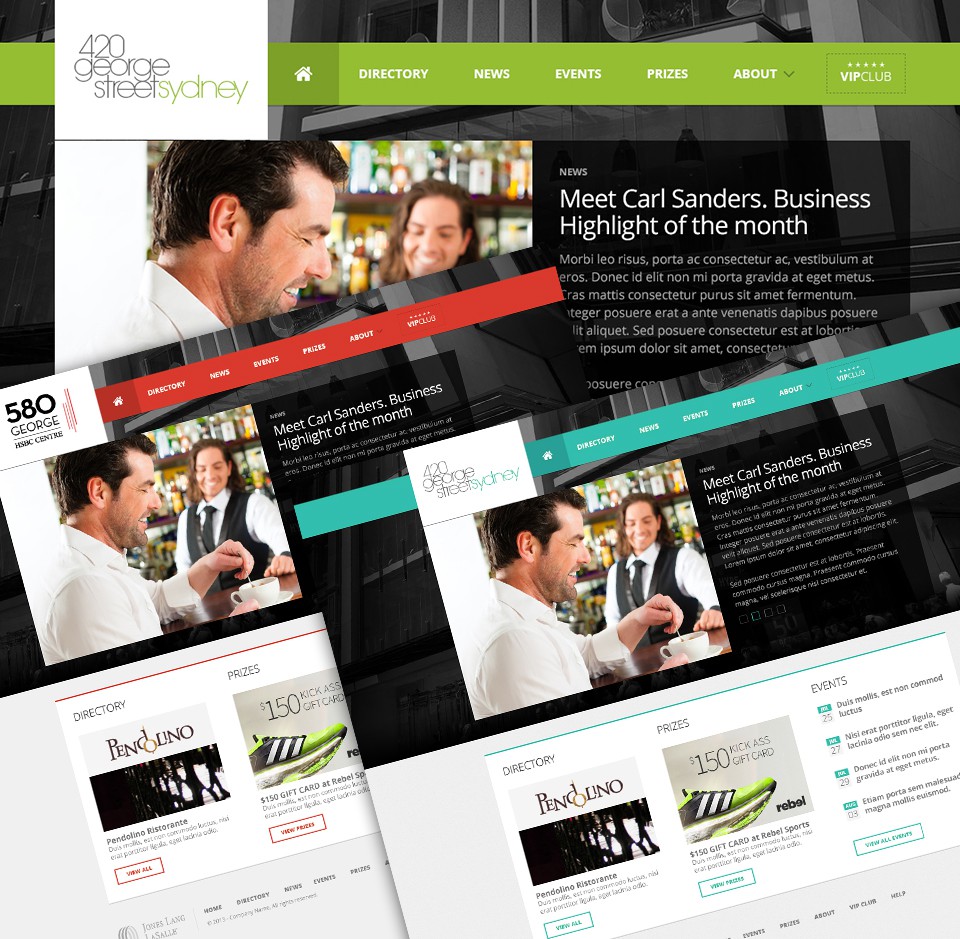 420
george
streetsydney
DIRECTORY
NEWS
EVENTS
PRIZES
ABOUT
VIPCLUB
NEWS
Meet Carl Sanders. Business
Highlight of the month
Morbi leo risus, porta ac consectetur ac, vestibulum at
eros. Donec id elit non mi porta gravida at eget metus.
Cras mattis consectetur purus sit amet fermentum.
nteger posuere erat a ante venenatis dapibus posuere
lit aliquet. Sed posuere consectetur est at lobortis.
em ipsum dolor sit amet, consectetu
posuere con
580
GEORGE
HSBC CENTRE
DIRECTORY
NEWS
EVENTS
PRIZES
ABOUT
VIPCLUB
NEWS
Meet Carl Sanders. Business
Highlight of the month
Morbi leo risus, porta ac consectetur ac, vestibulum at
eros. Donec id elit non mi porta gravida at eget metus.
DIRECTORY
PENDOLINO
Pendolino Ristorante
Duis mollis, est non commodo luctus, nisi
erat porttitor ligula, eget lacinia odio.
VIEW ALL
PRIZES
$150 KICK ASS
GIFT CARD
re
$150 GIFT CARD at Rebel Sp
Duis mollis, est non commodo luct
erat porttitor ligula, eget lacinia
VIEW PRIZES
JONES LANG
LASALLE
HOME
DIRECTORY
NEWS
EVENTS
PRIZES
A
© 2013 - Company Name. All rights reserved.
420
george
streetsydney
DIRECTORY
NEWS
EVENTS
PRIZES
ABOUT
VIPCLUB
NEWS
Meet Carl Sanders. Business
Highlight of the month
Morbi leo risus, porta ac consectetur ac, vestibulum at
eros. Donec id elit non mi porta gravida at eget metus.
Cras mattis consectetur purus sit amet fermentum.
Integer posuere erat a ante venenatis dapibus posuere
velit aliquet. Sed posuere consectetur est at lobortis.
Lorem ipsum dolor sit amet, consectetur adipiscing elit.
Sed posuere consectetur est at lobortis. Praesent
commodo cursus magna. Praesent commodo cursus
magna, vel scelerisque nisl consectetur et.
DIRECTORY
PENDOLINO
Pendolino Ristorante
Duis mollis, est non commodo luctus, nisi
erat porttitor ligula, eget lacinia odio.
VIEW ALL
PRIZES
$150 KICK ASS
GIFT CARD
rebel
$150 GIFT CARD at Rebel Sports
Duis mollis, est non commodo luctus, nisi
erat porttitor ligula, eget lacinia odio.
VIEW PRIZES
EVENTS
JUL
25
Duis mollis, est non commod
luctus
JUL
27
Nisi erat porttitor ligula, eget
lacinia odio sem nec elit.
JUL
29
Donec id elit non mi porta
gravida at eget metus.
AUG
03
Etiam porta sem malesuad
magna mollis euismod.
VIEW ALL EVENTS
EVENTS
PRIZES
ABOUT
VIP CLUB
HELP